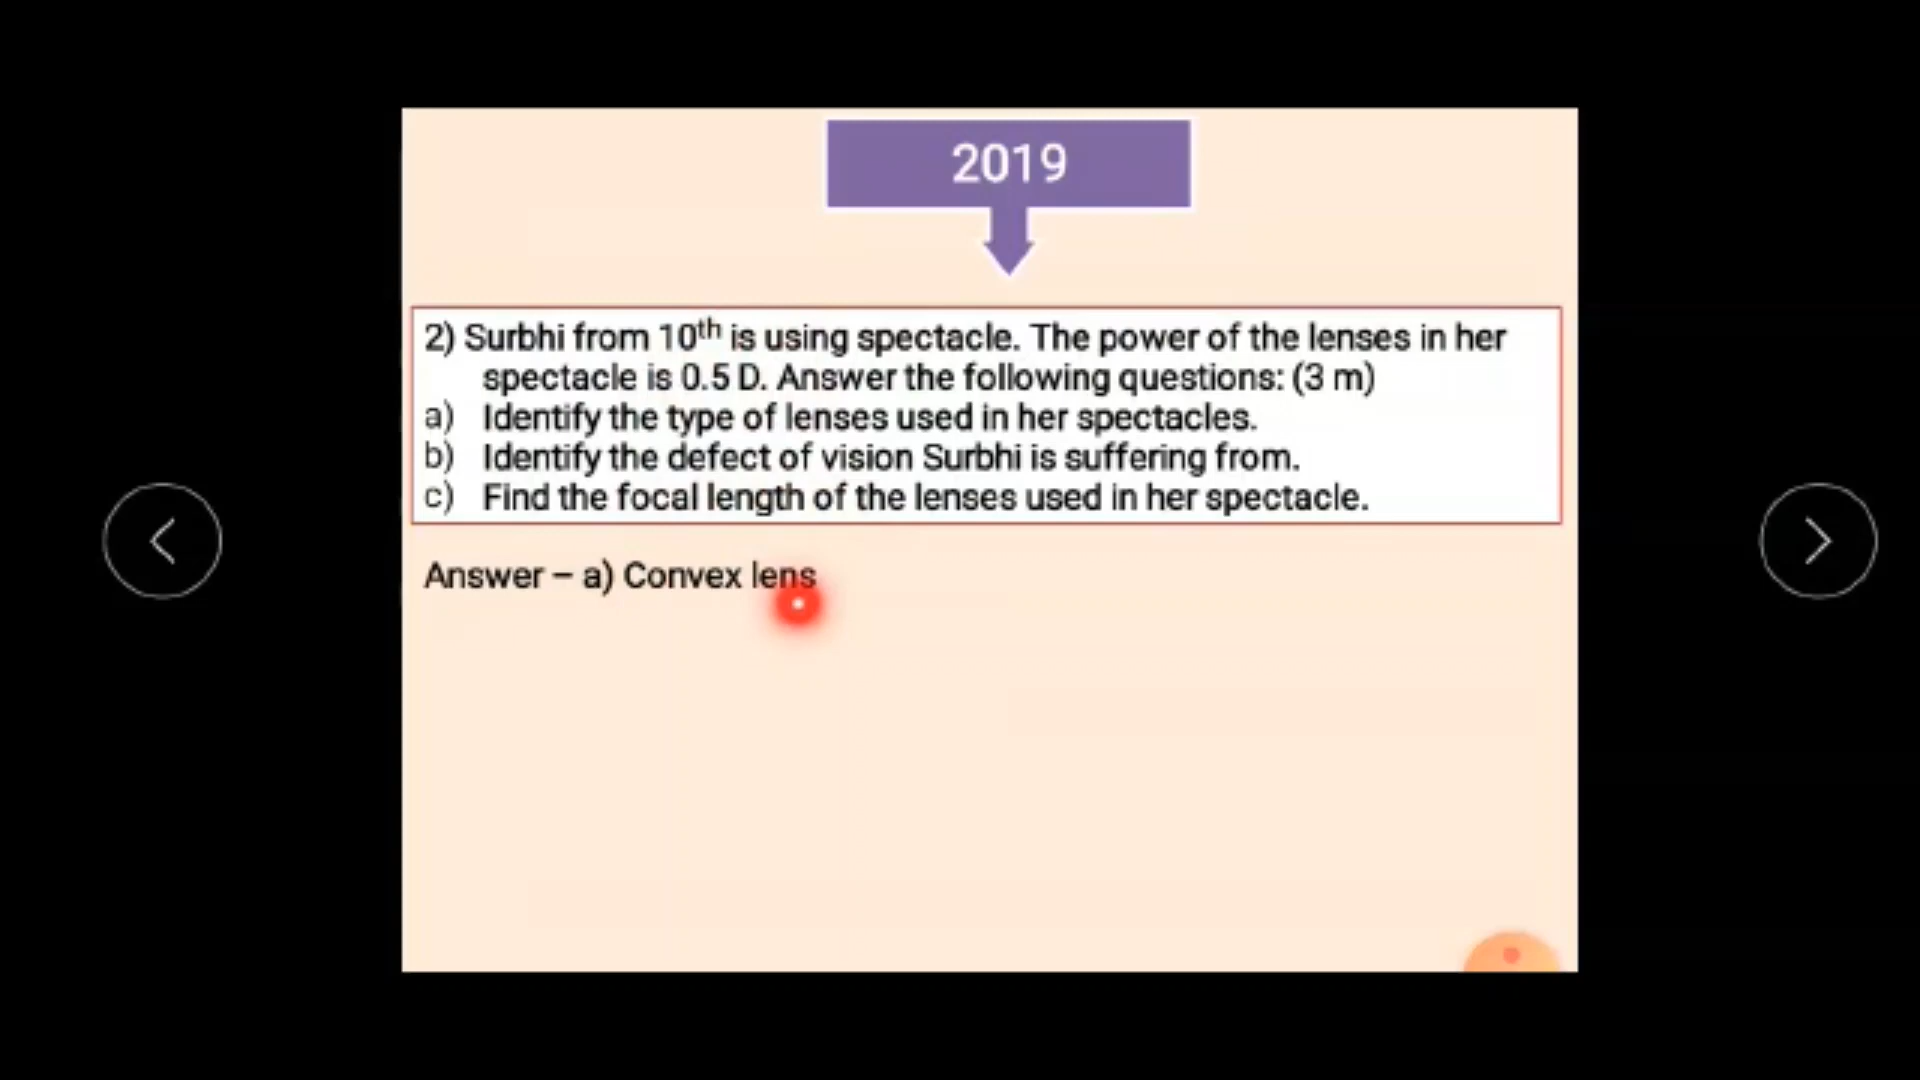 2019
2) Surbhi from 10th is using spectacle. The power of the lenses in her
spectacle is 0.5 D. Answer the following questions: (3 m)
a) Identify the type of lenses used in her spectacles.
b) Identify the defect of vision Surbhi is suffering from.
c) Find the focal length of the lenses used in her spectacle.
Answer – a) Convex lens